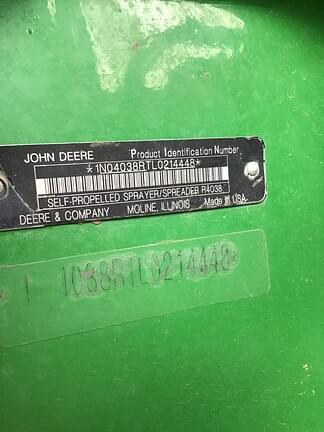 JOHN DEERE Product Identification Number
*1N04038RTL0214448*
SELF-PROPELLED SPRAYER/SPREADER R4038
DEERE & COMPANY MOLINE, ILLINOIS Made in USA
1 1038RTL0214448*